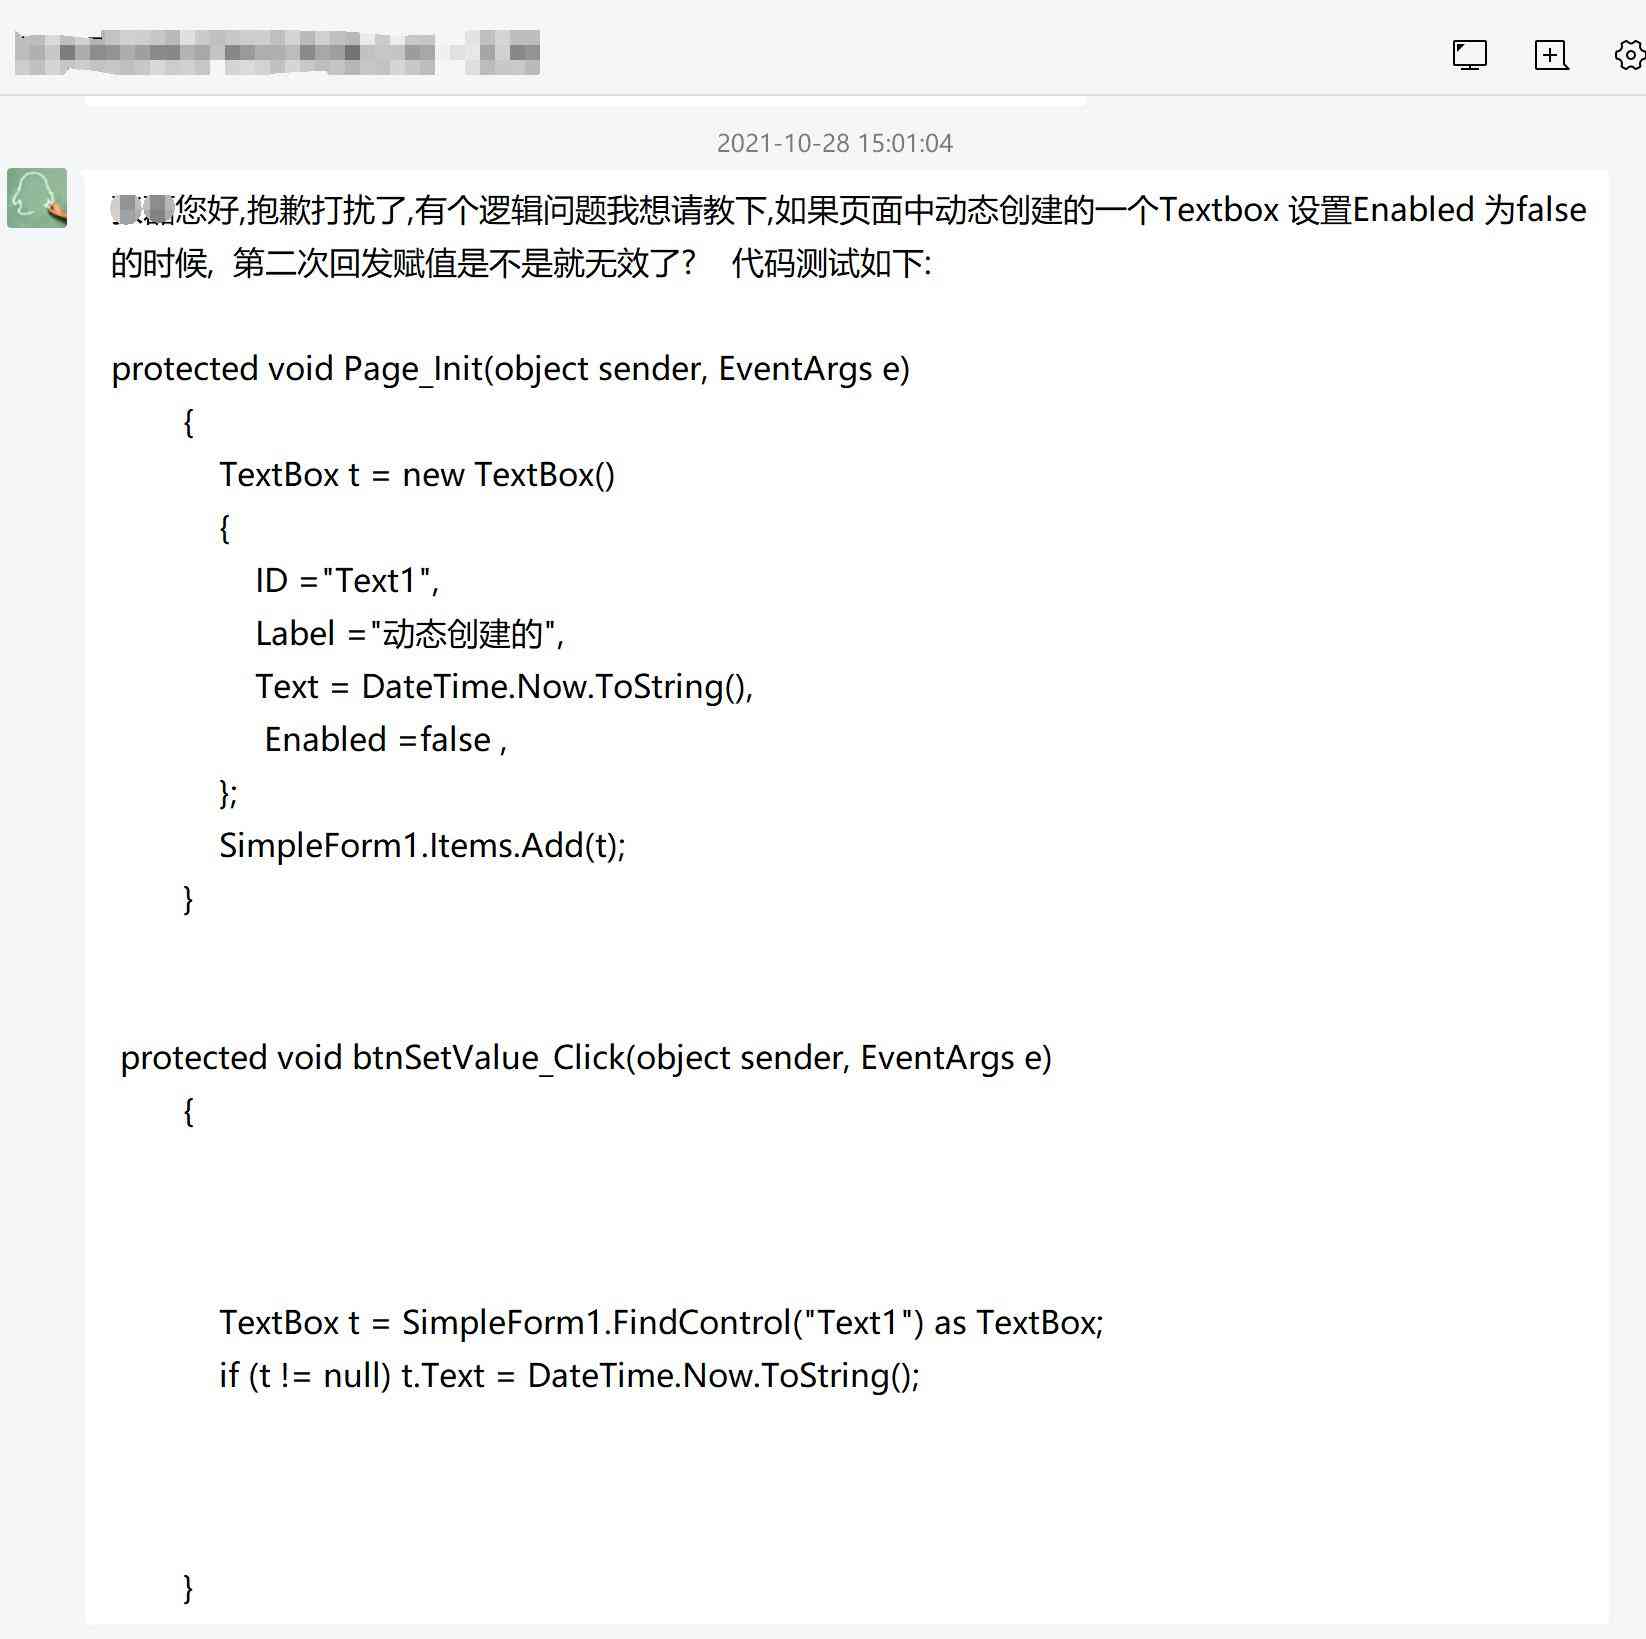 2021-10-28 15:01:04
您好,抱歉打扰了,有个逻辑问题我想请教下,如果页面中动态创建的一个Textbox 设置Enabled 为false
的时候, 第二次回发赋值是不是就无效了? 代码测试如下:
protected void Page_Init(object sender, EventArgs e)
{
TextBox t = new TextBox()
{
ID ="Text1",
Label ="动态创建的",
Text = DateTime.Now.ToString(),
Enabled =false ,
};
SimpleForm1.Items.Add(t);
}
protected void btnSetValue_Click(object sender, EventArgs e)
{
TextBox t = SimpleForm1.FindControl("Text1") as TextBox;
if (t != null) t.Text = DateTime.Now.ToString();
}